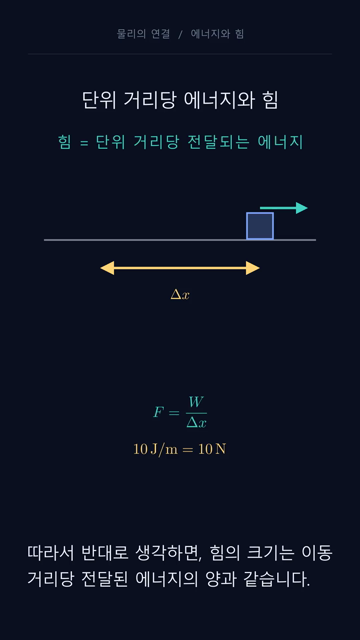 물리의 연결 / 에너지와 힘
단위 거리당 에너지와 힘
힘 = 단위 거리당 전달되는 에너지
Δx
F = W/Δx
10 J/m = 10 N
따라서 반대로 생각하면, 힘의 크기는 이동
거리당 전달된 에너지의 양과 같습니다.